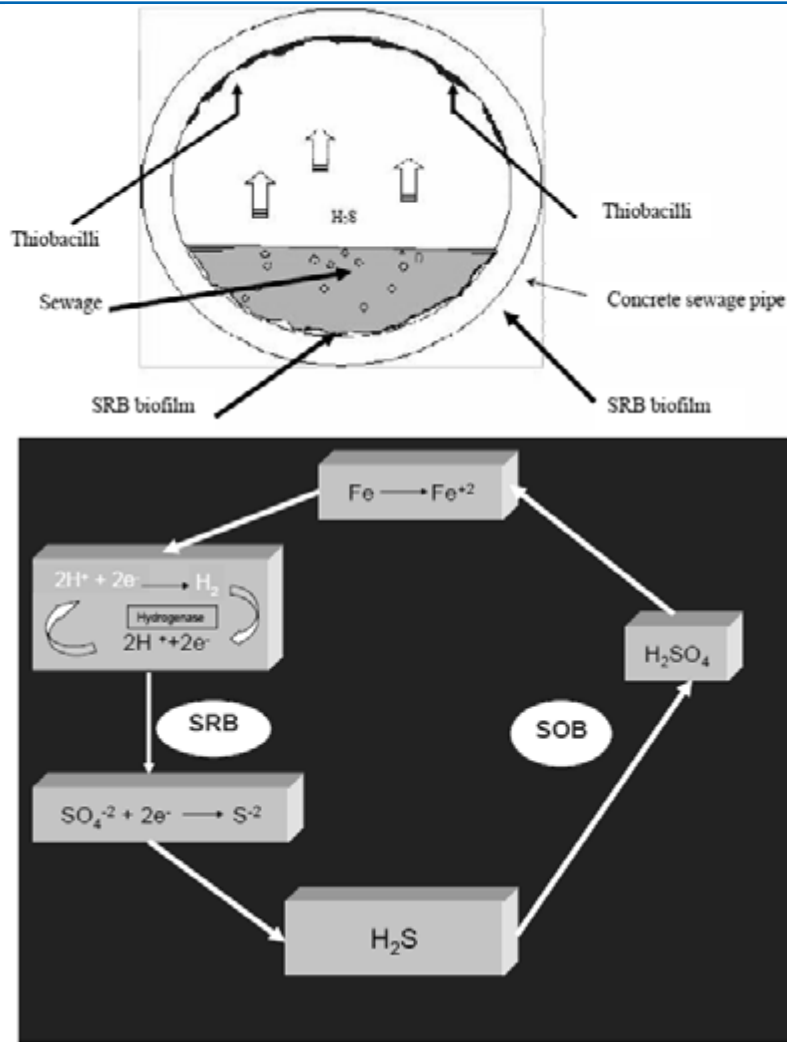 H₂S
Thiobacilli
Thiobacilli
Sewage
Concrete sewage pipe
SRB biofilm
SRB biofilm
Fe ⟶ Fe⁺²
2H⁺ + 2e⁻ ⟶ H₂
Hydrogenase
2H ⁺+2e⁻
SRB
SOB
H₂SO₄
SO₄⁻² + 2e⁻ ⟶ S⁻²
H₂S